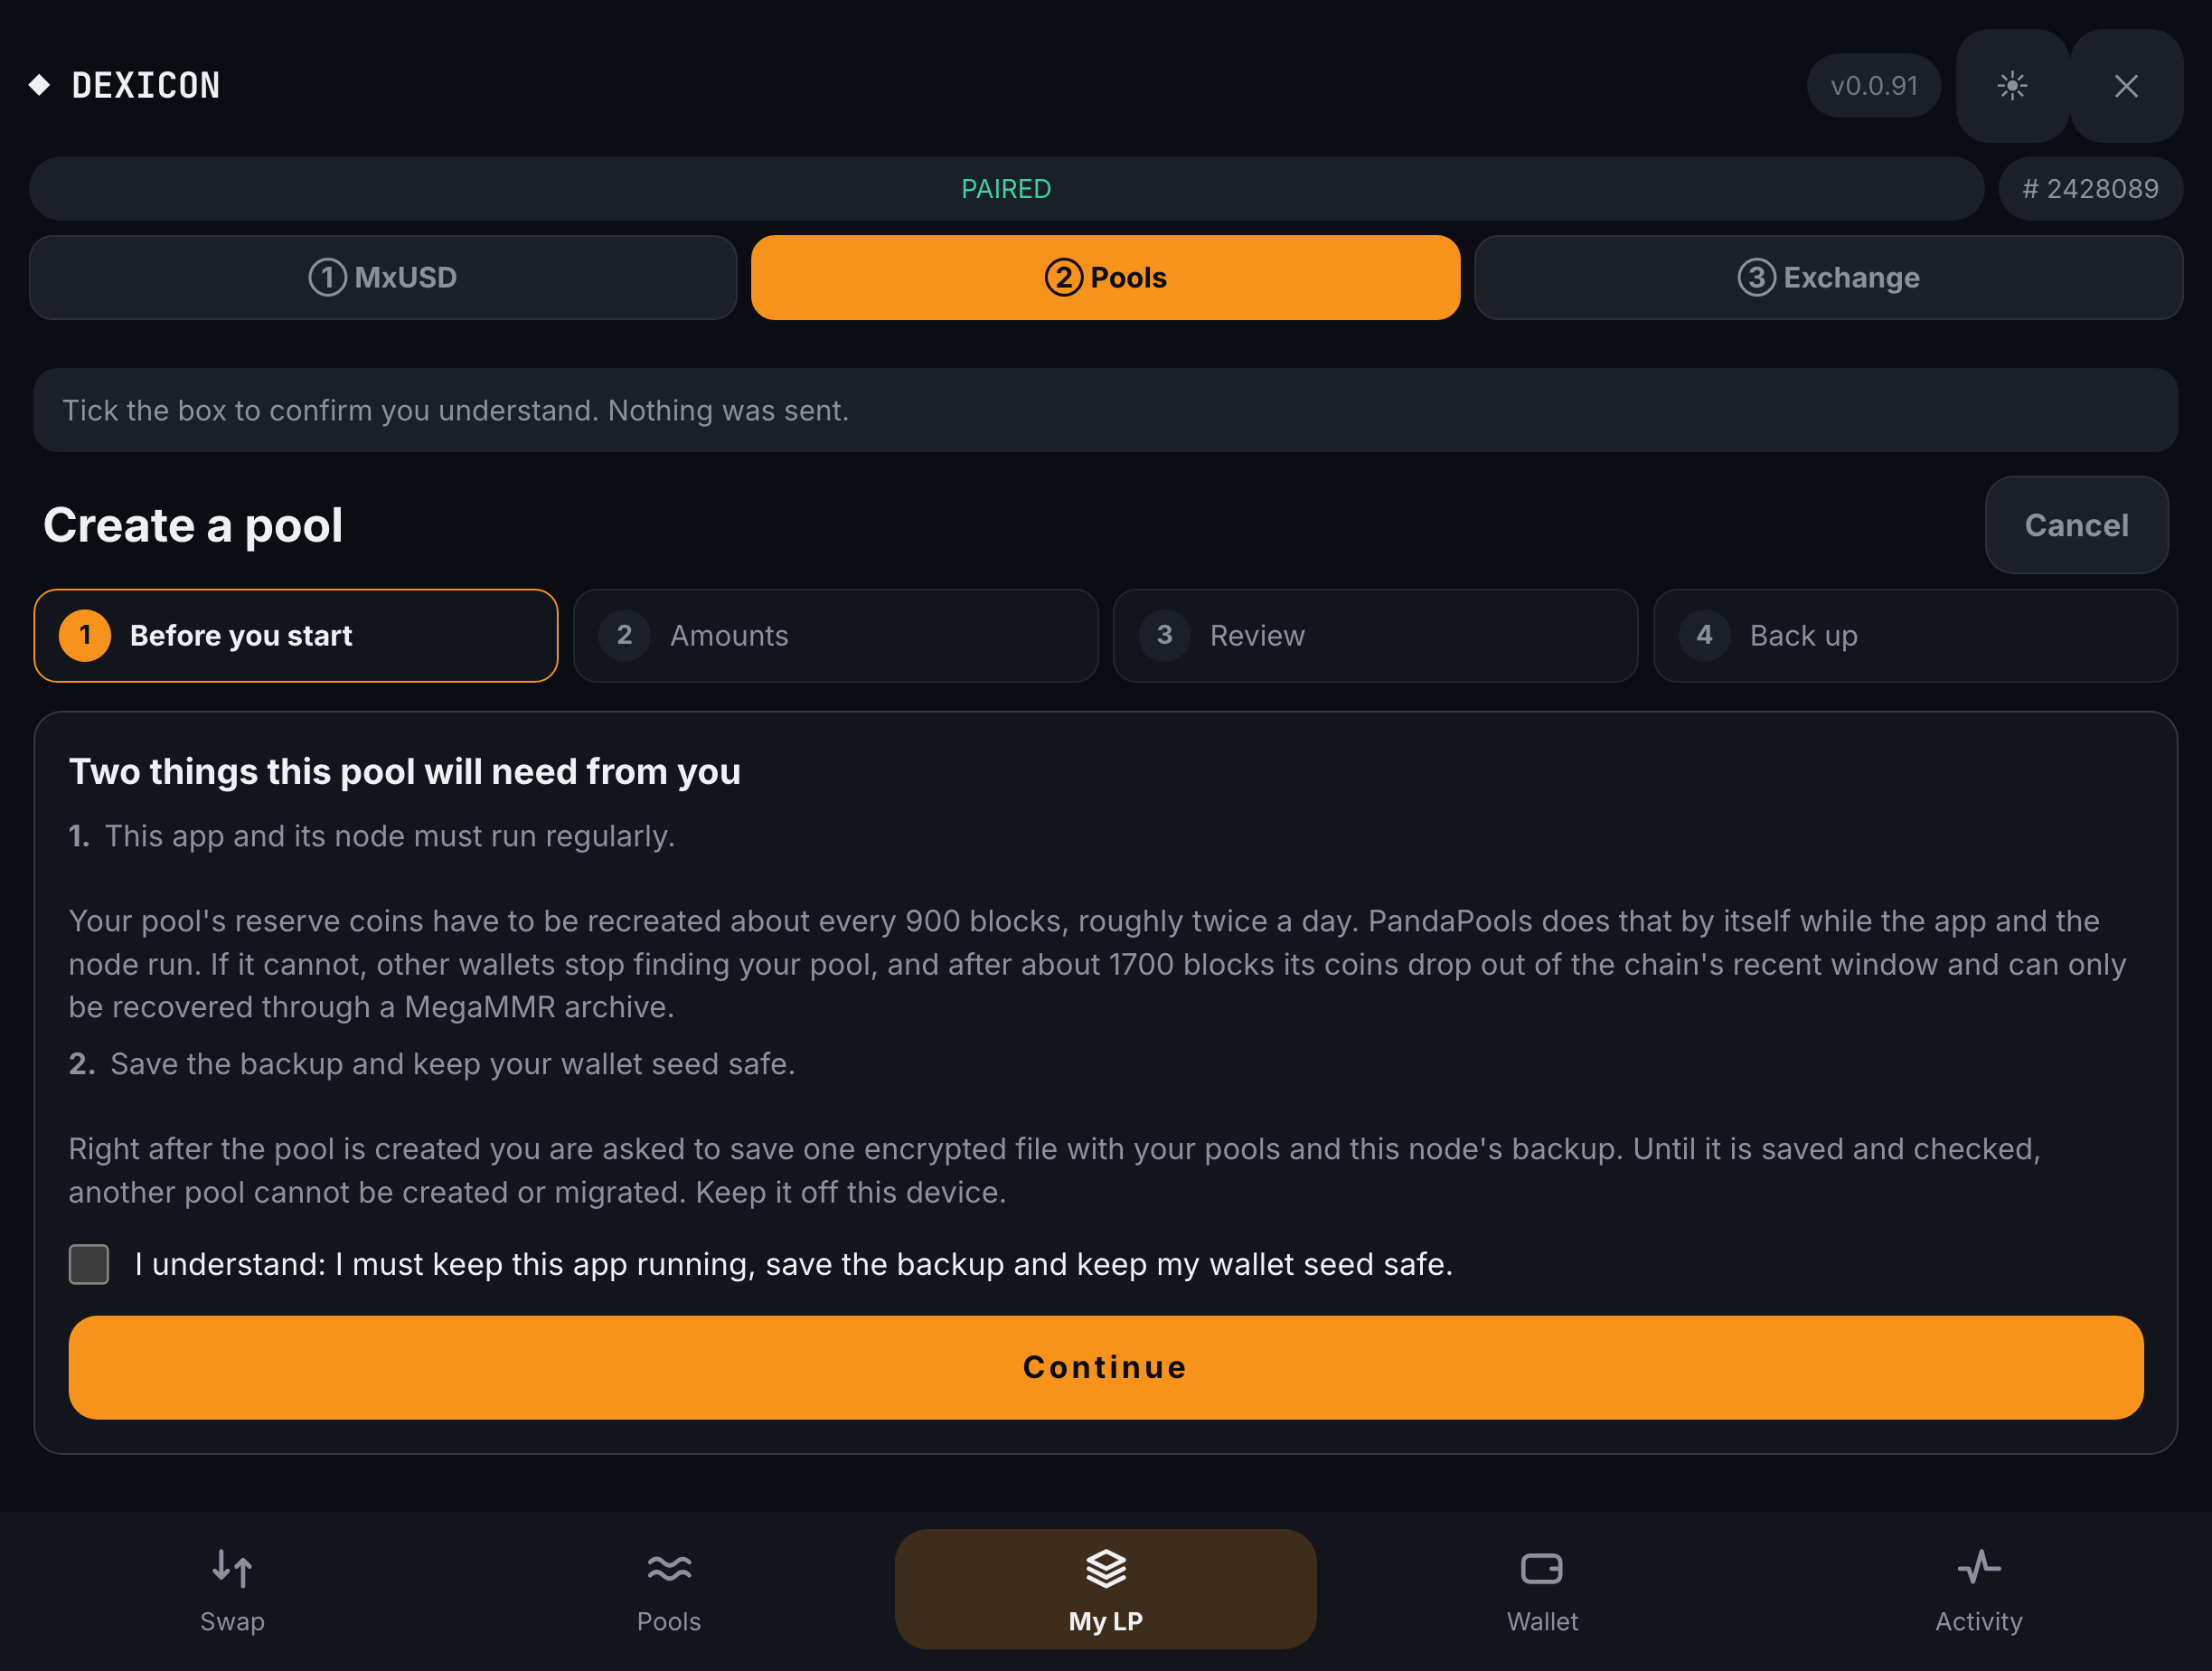 DEXICON
v0.0.91
PAIRED
# 2428089
① MxUSD
② Pools
③ Exchange
Tick the box to confirm you understand. Nothing was sent.
Create a pool
Cancel
1 Before you start
2 Amounts
3 Review
4 Back up
Two things this pool will need from you
1. This app and its node must run regularly.
Your pool's reserve coins have to be recreated about every 900 blocks, roughly twice a day. PandaPools does that by itself while the app and the
node run. If it cannot, other wallets stop finding your pool, and after about 1700 blocks its coins drop out of the chain's recent window and can only
be recovered through a MegaMMR archive.
2. Save the backup and keep your wallet seed safe.
Right after the pool is created you are asked to save one encrypted file with your pools and this node's backup. Until it is saved and checked,
another pool cannot be created or migrated. Keep it off this device.
I understand: I must keep this app running, save the backup and keep my wallet seed safe.
Continue
Swap
Pools
My LP
Wallet
Activity